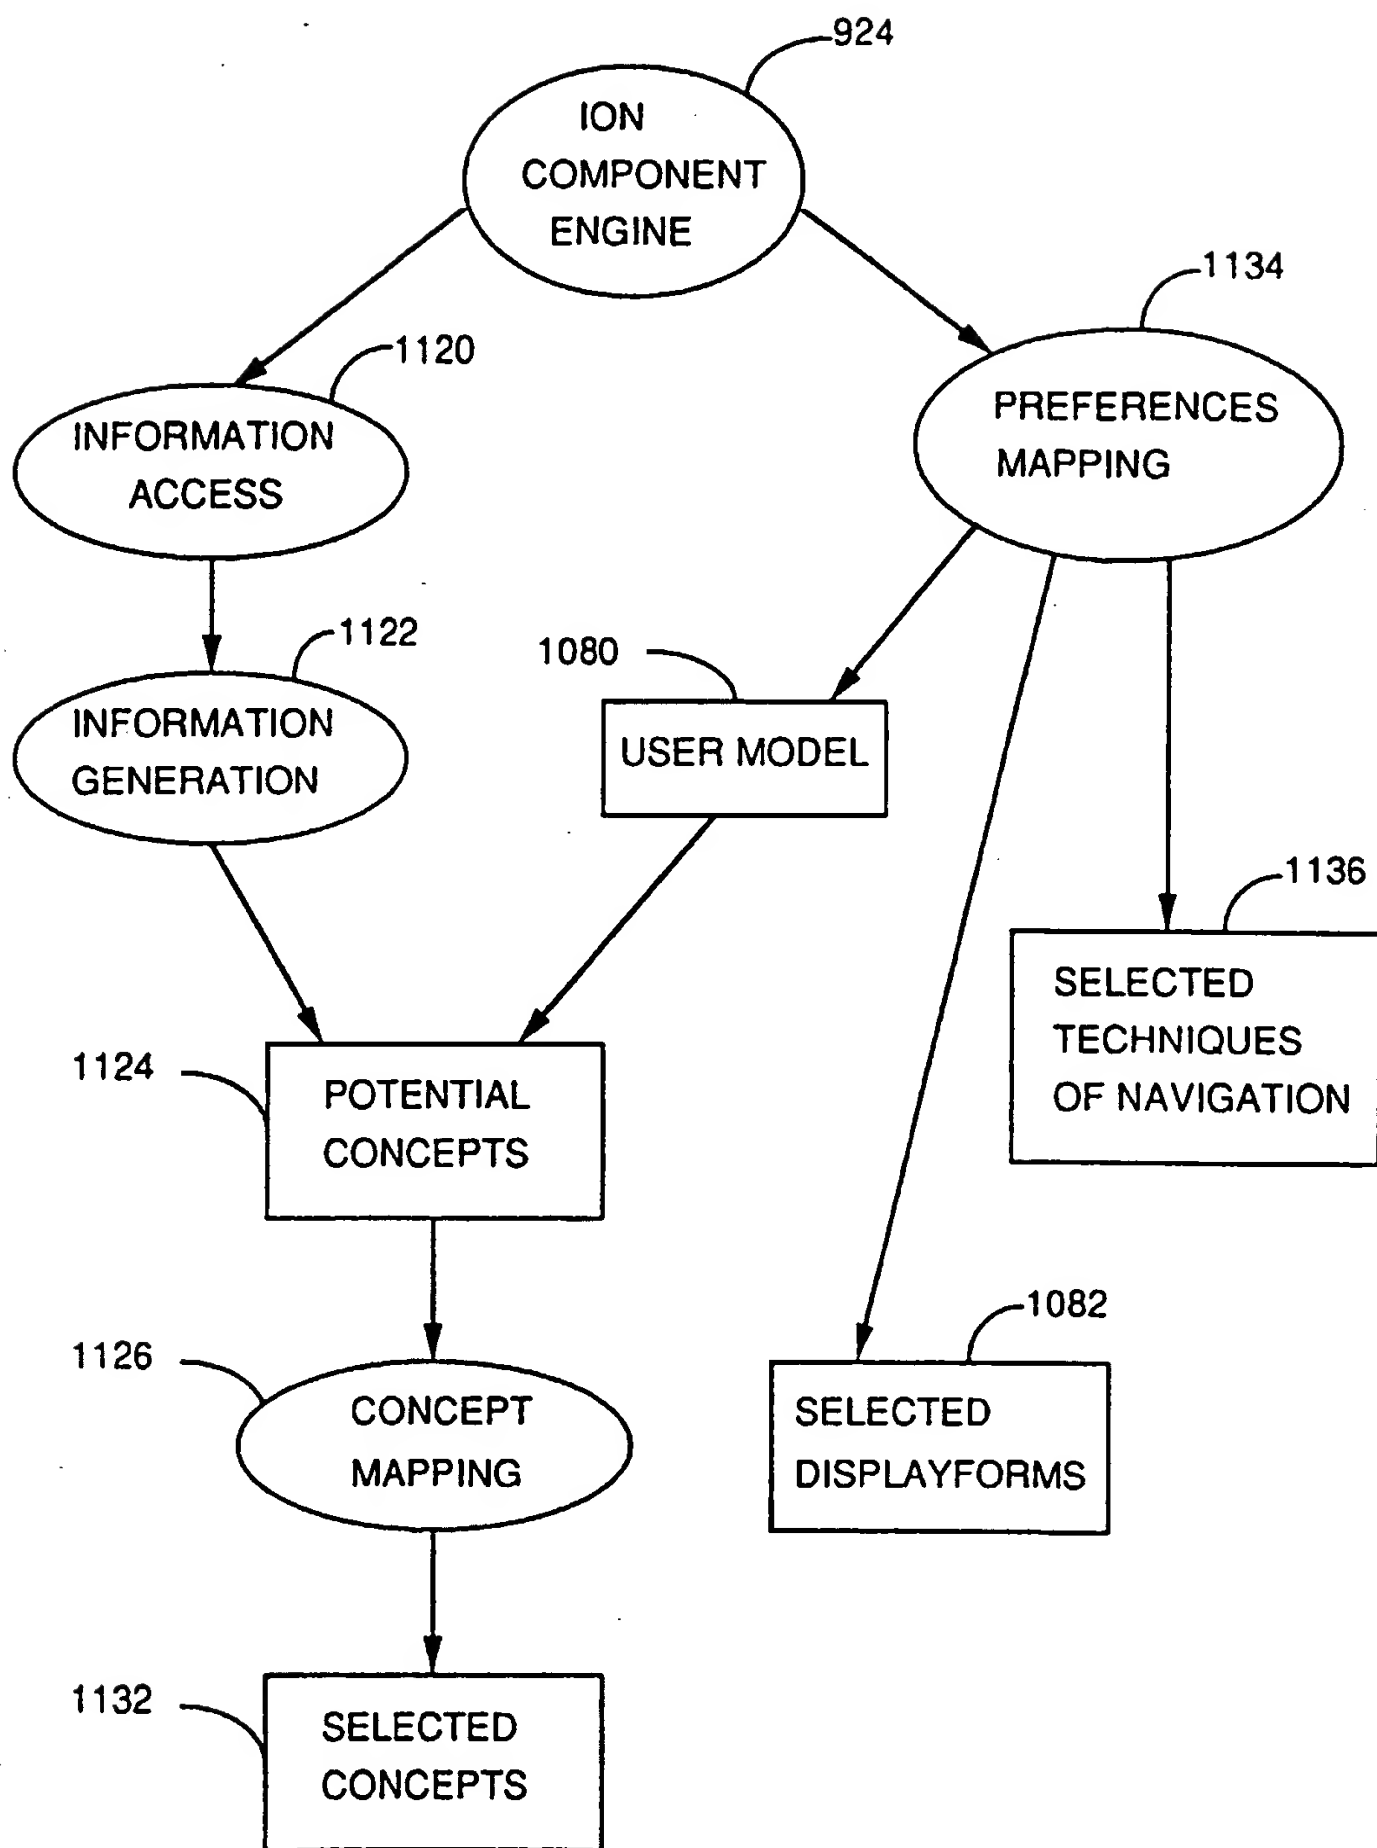 924
ION
COMPONENT
ENGINE
1134
1120
PREFERENCES
MAPPING
INFORMATION
ACCESS
1122
1080
INFORMATION
GENERATION
USER MODEL
1136
SELECTED
TECHNIQUES
OF NAVIGATION
1124
POTENTIAL
CONCEPTS
1082
1126
CONCEPT
MAPPING
SELECTED
DISPLAYFORMS
1132
SELECTED
CONCEPTS